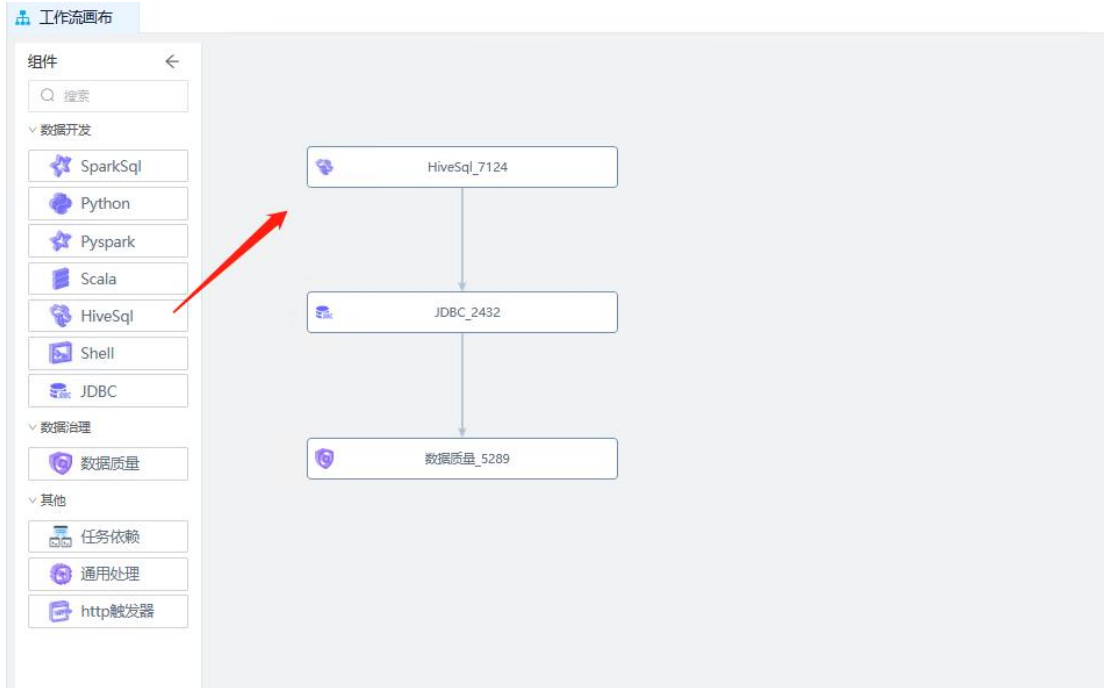 工作流画布
组件
搜索
数据开发
SparkSql
Python
Pyspark
Scala
HiveSql
Shell
JDBC
数据治理
数据质量
其他
任务依赖
通用处理
http触发器
HiveSql_7124
JDBC_2432
数据质量_5289